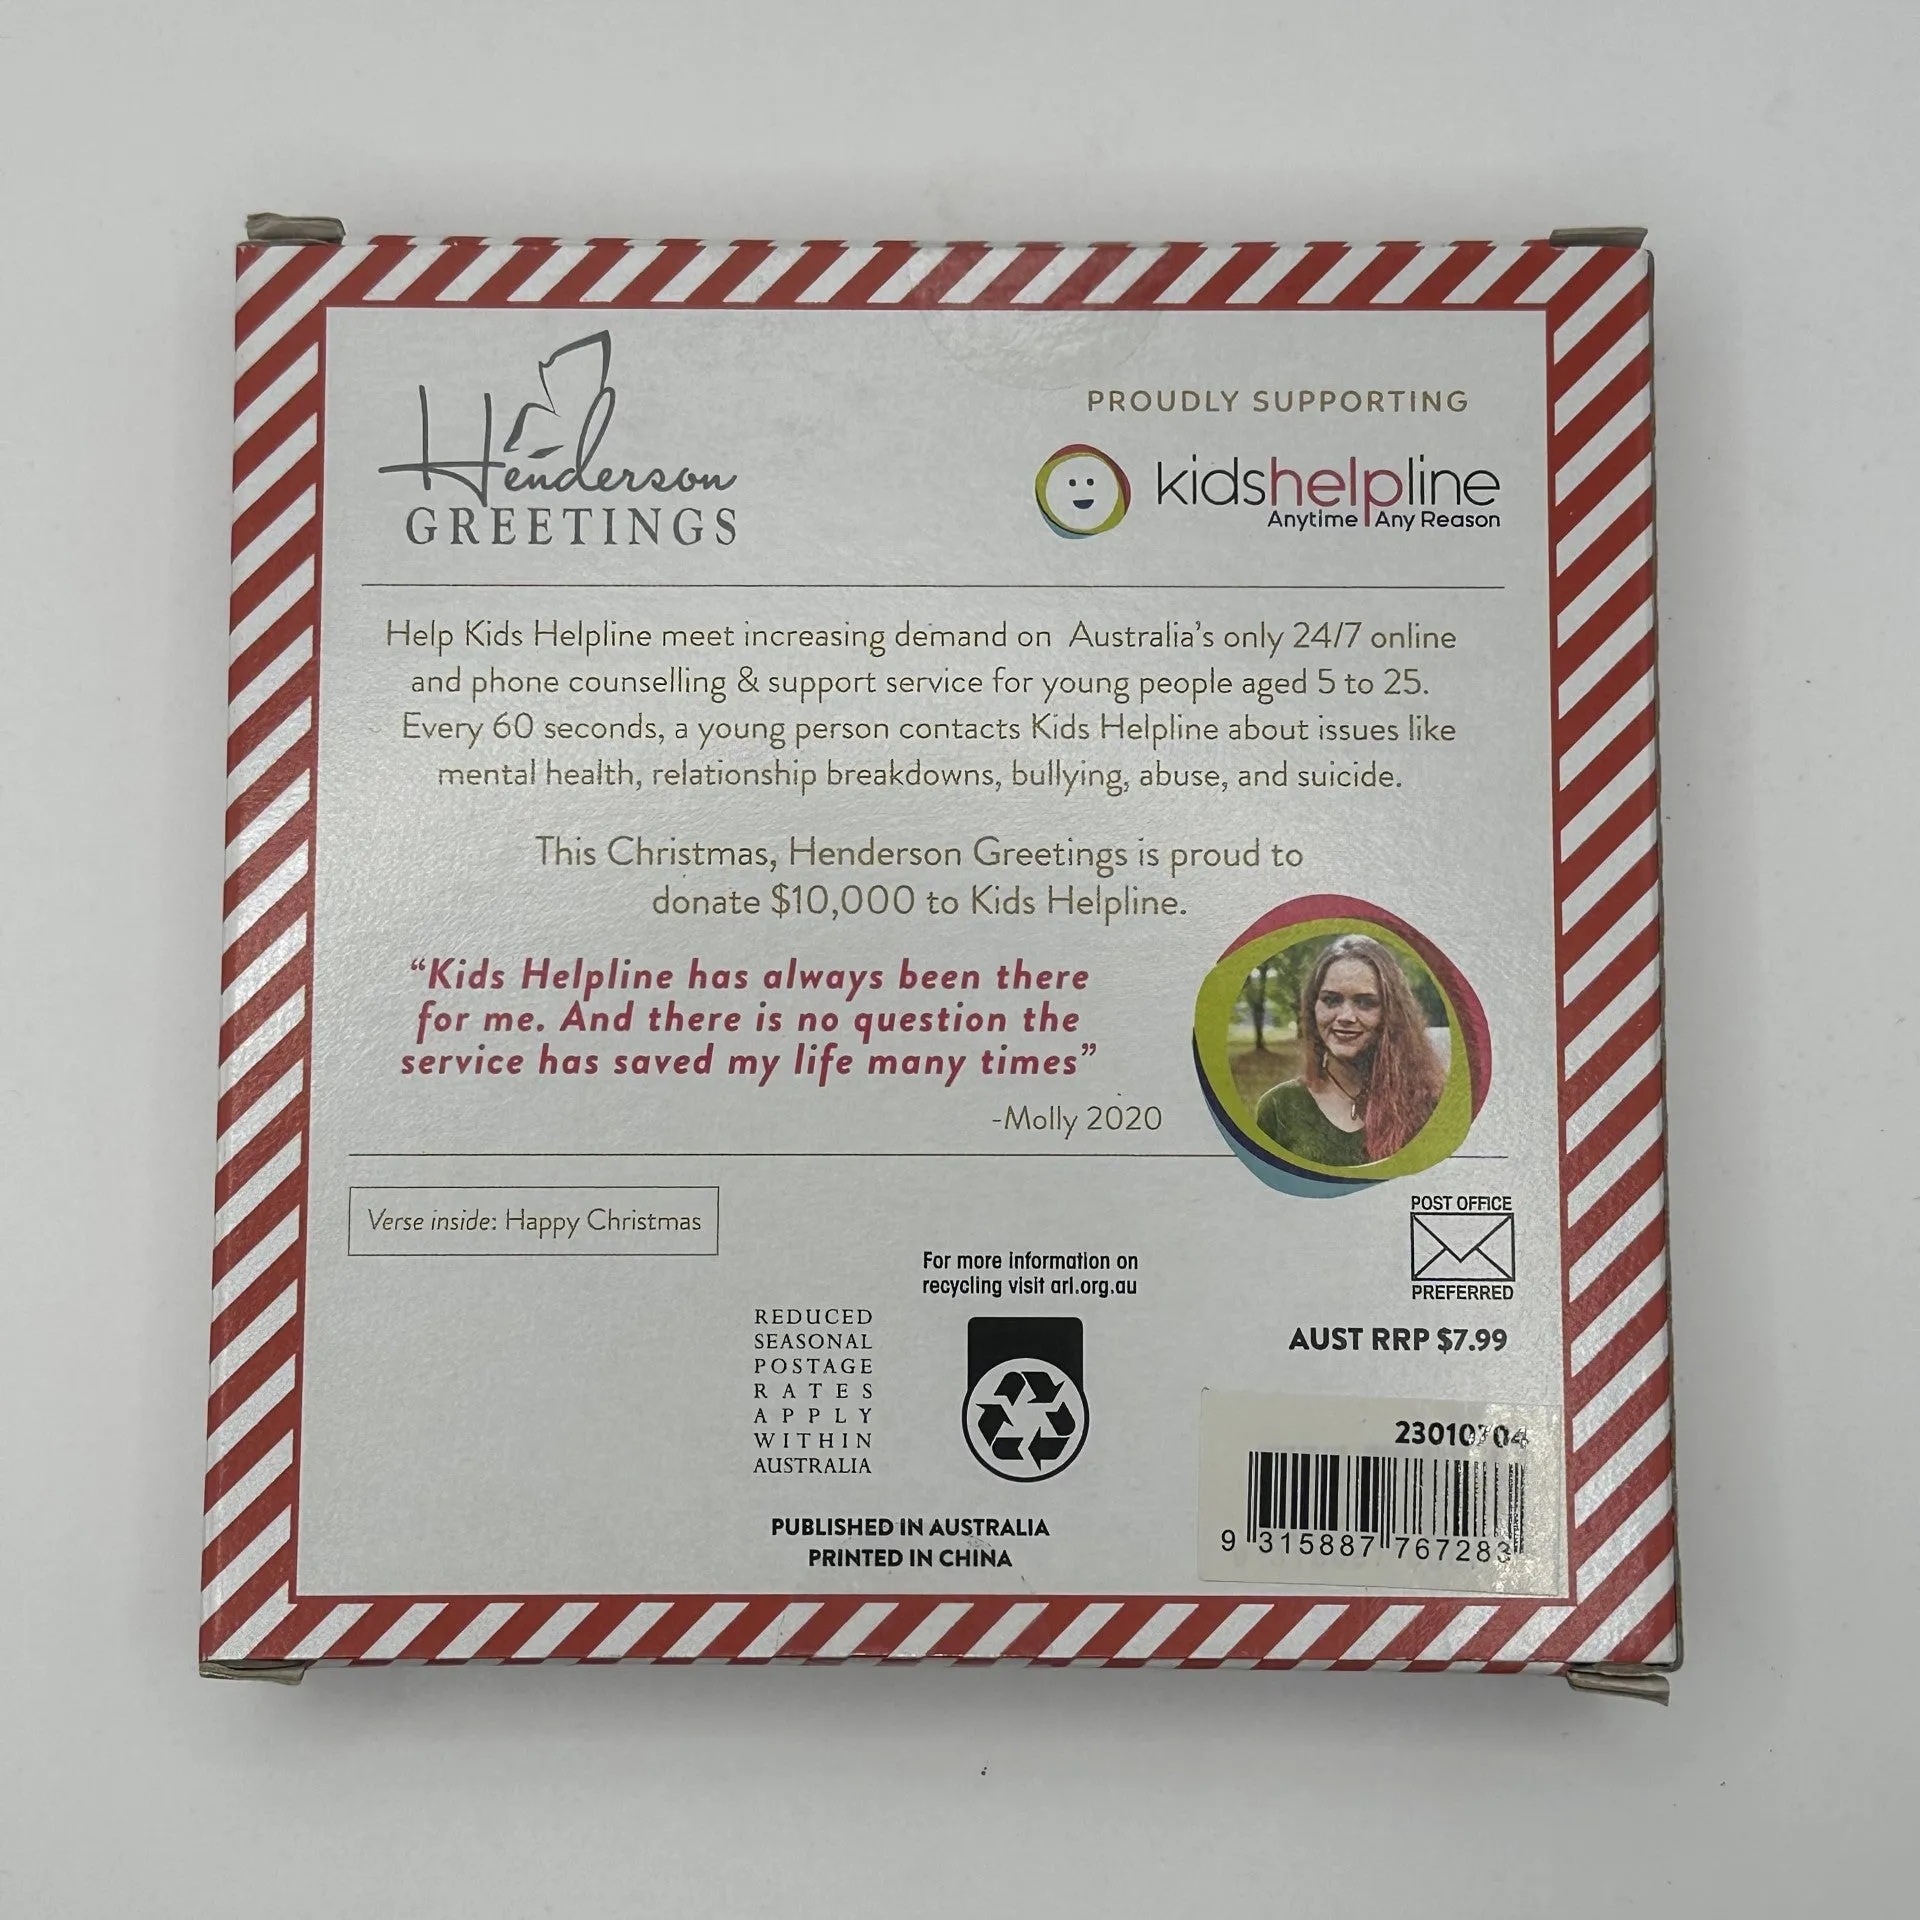 Henderson
GREETINGS
PROUDLY SUPPORTING
kidshelpline
Anytime | Any Reason
Help Kids Helpline meet increasing demand on Australia's only 24/7 online
and phone counselling & support service for young people aged 5 to 25.
Every 60 seconds, a young person contacts Kids Helpline about issues like
mental health, relationship breakdowns, bullying, abuse, and suicide.
This Christmas, Henderson Greetings is proud to
donate $10,000 to Kids Helpline.
“Kids Helpline has always been there
for me. And there is no question the
service has saved my life many times”
-Molly 2020
Verse inside: Happy Christmas
For more information on
recycling visit arl.org.au
REDUCED
SEASONAL
POSTAGE
RATES
APPLY
WITHIN
AUSTRALIA
PUBLISHED IN AUSTRALIA
PRINTED IN CHINA
POST OFFICE
PREFERRED
AUST RRP $7.99
23010704
9 315887 767283